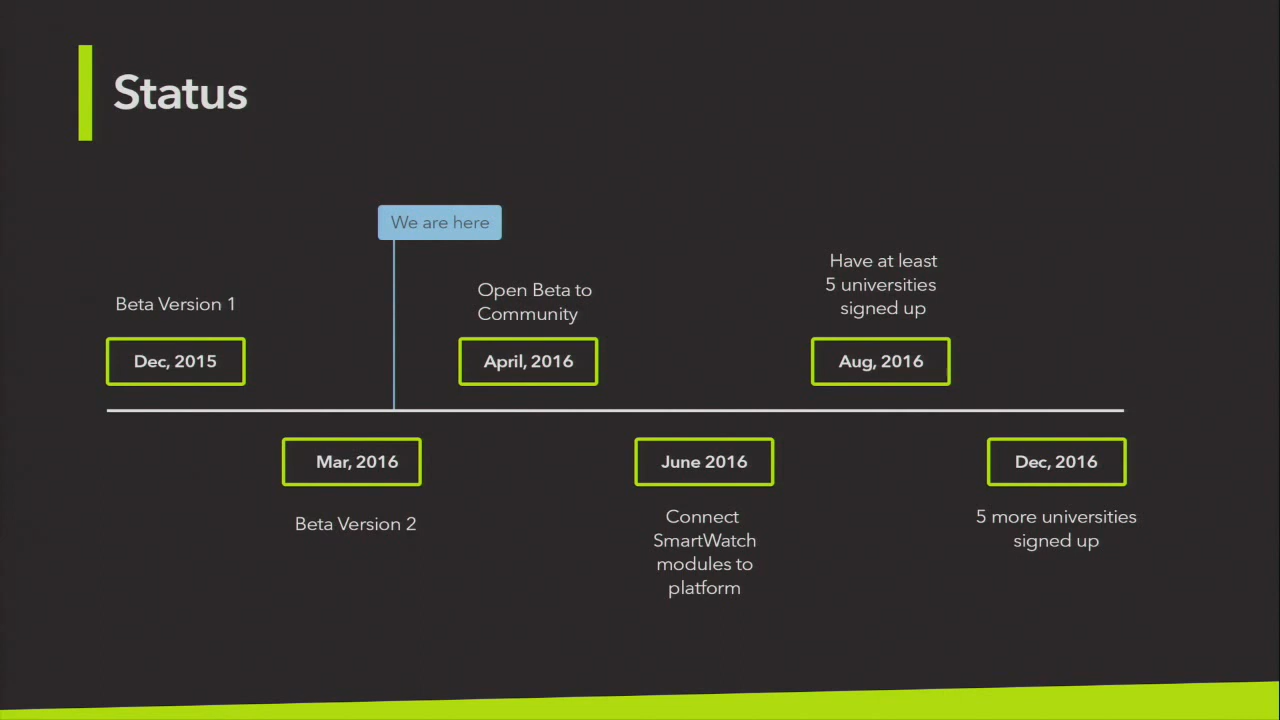 Status
We are here
Beta Version 1
Dec, 2015
Open Beta to
Community
April, 2016
Have at least
5 universities
signed up
Aug, 2016
Mar, 2016
Beta Version 2
June 2016
Connect
SmartWatch
modules to
platform
Dec, 2016
5 more universities
signed up